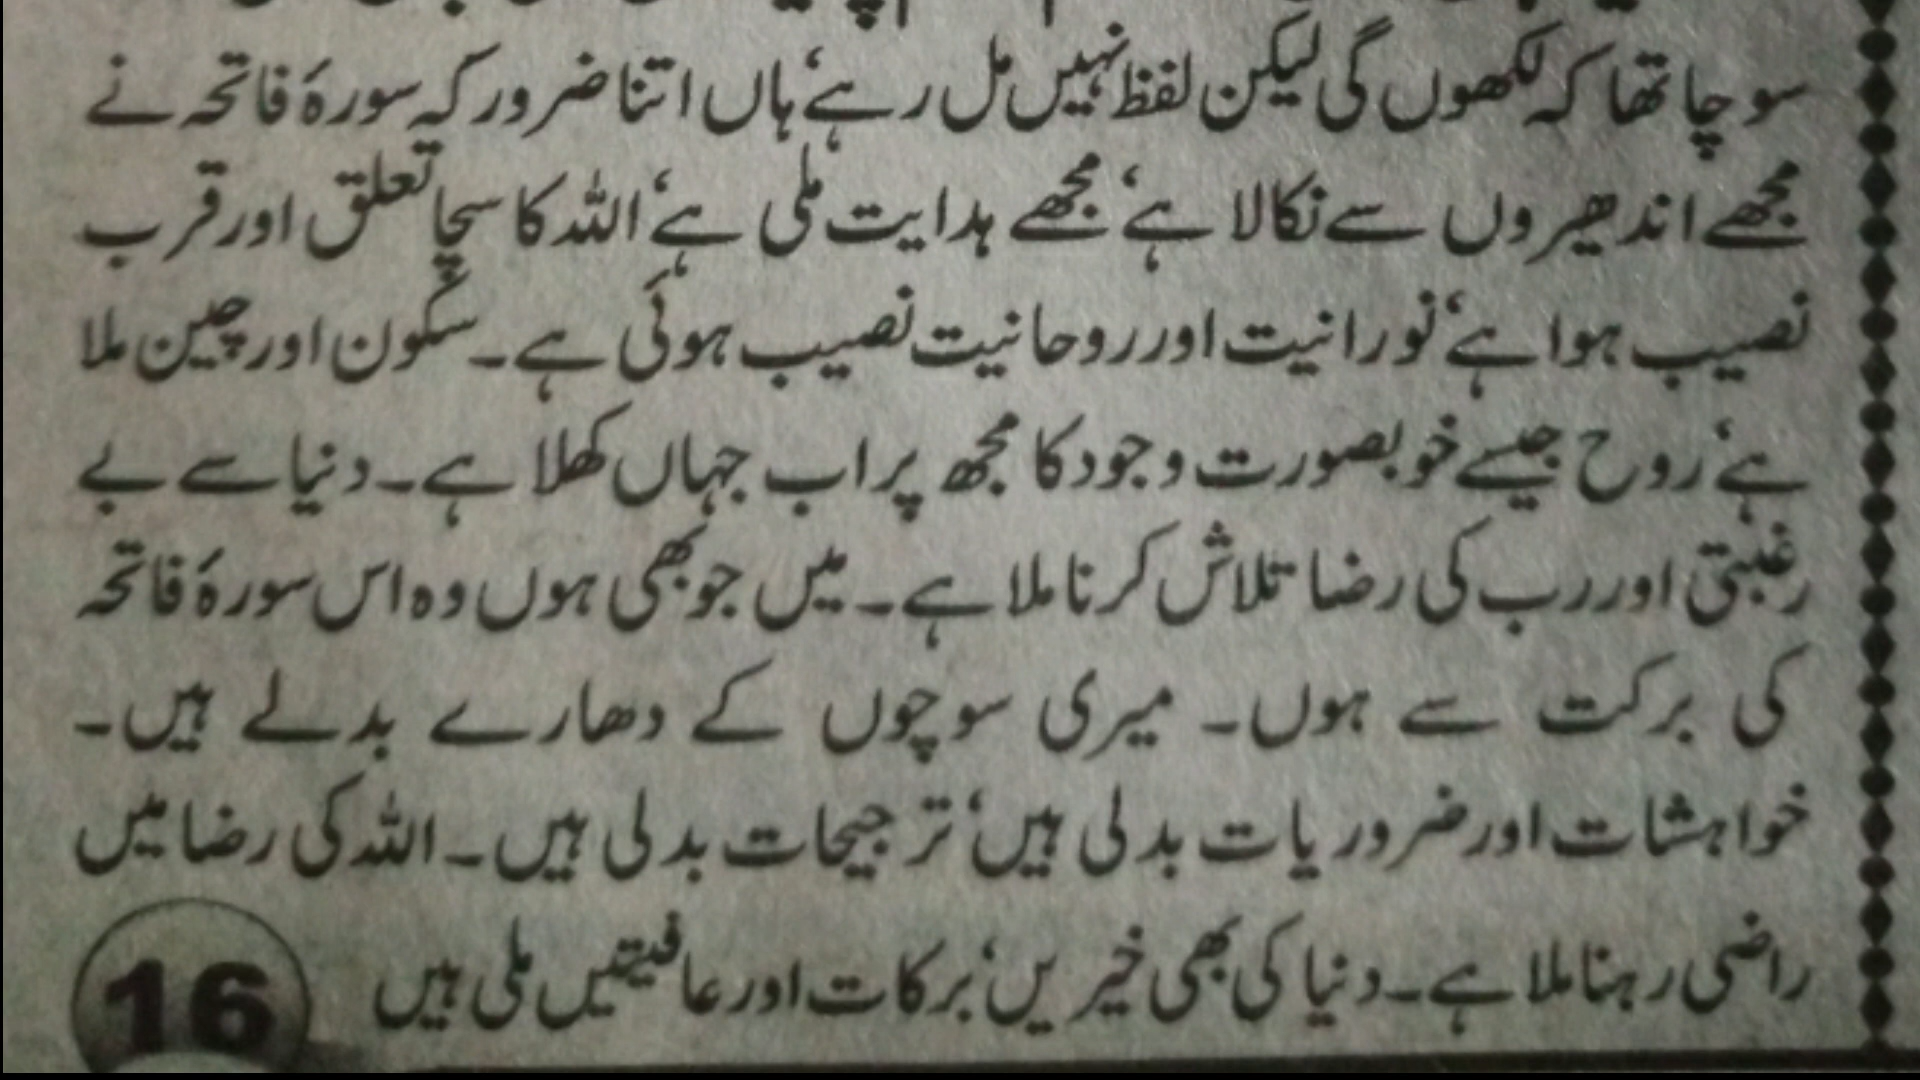 سوچا تھا کہ لکھوں گی لیکن لفظ نہیں مل رہے‘ ہاں اتنا ضرور کہ سورۂ فاتحہ نے
مجھے اندھیروں سے نکالا ہے‘ مجھے ہدایت ملی ہے‘ اللہ کا سچا تعلق اور قرب
نصیب ہوا ہے‘ نورانیت اور روحانیت نصیب ہوئی ہے۔ سکون اور چین ملا
ہے‘ روح جیسے خوبصورت وجود کا مجھ پر اب جہاں کھلا ہے۔ دنیا سے بے
رغبتی اور رب کی رضا تلاش کرنا ملا ہے۔ میں جو بھی ہوں وہ اس سورۂ فاتحہ
کی برکت سے ہوں۔ میری سوچوں کے دھارے بدلے ہیں۔
خواہشات اور ضروریات بدلی ہیں‘ ترجیحات بدلی ہیں۔ اللہ کی رضا میں
راضی رہنا ملا ہے۔ دنیا کی بھی خیریں‘ برکات اور عافیتیں ملی ہیں
16